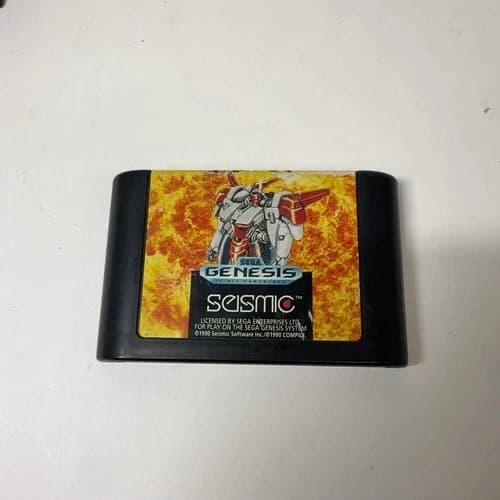 SEGA
GENESIS
16-BIT CARTRIDGE
SEISMIC™
LICENSED BY SEGA ENTERPRISES LTD.
FOR PLAY ON THE SEGA GENESIS SYSTEM
©1990 Seismic Software Inc./©1990 COMPILE